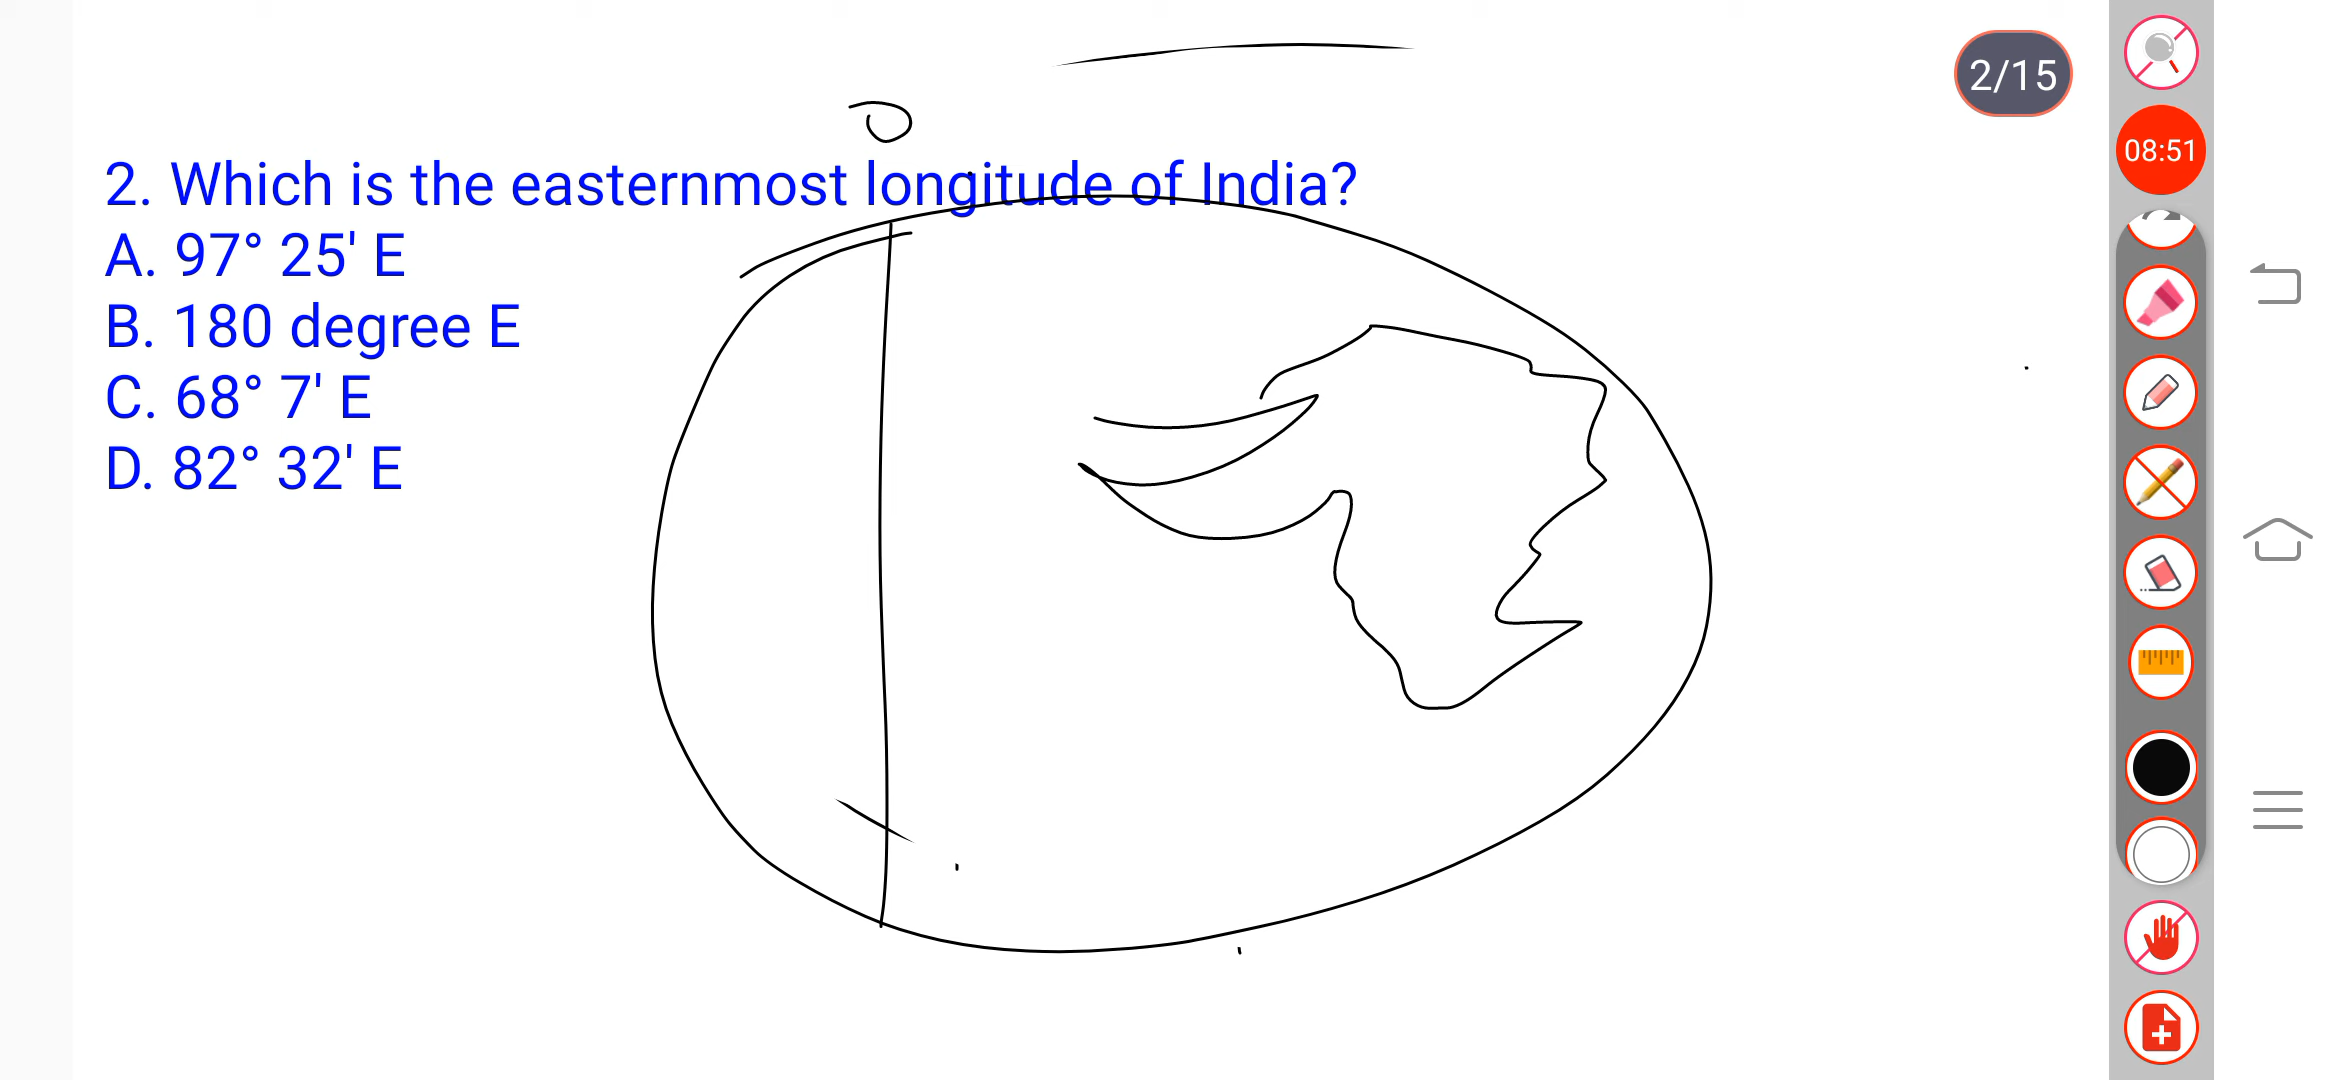 2/15
08:51
2. Which is the easternmost longitude of India?
A. 97° 25' E
B. 180 degree E
C. 68° 7' E
D. 82° 32' E